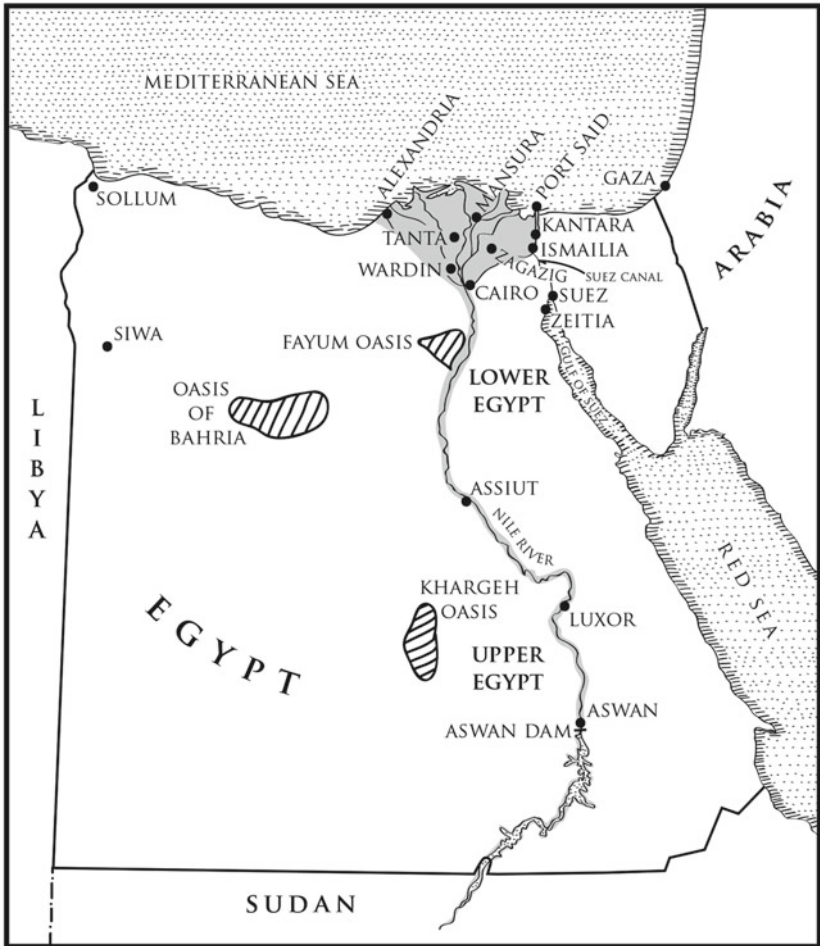 MEDITERRANEAN SEA
ALEXANDRIA
MANSURA
PORT SAID
GAZA
SOLLUM
ARABIA
KANTARA
TANTA
ISMAILIA
ZAGAZIG
SUEZ CANAL
WARDIN
CAIRO
SUEZ
ZEITIA
SIWA
FAYUM OASIS
GULF OF SUEZ
LOWER
EGYPT
OASIS
OF
BAHRIA
LIBYA
ASSIUT
NILE RIVER
RED SEA
KHARGEH
OASIS
LUXOR
EGYPT
UPPER
EGYPT
ASWAN
ASWAN DAM
SUDAN